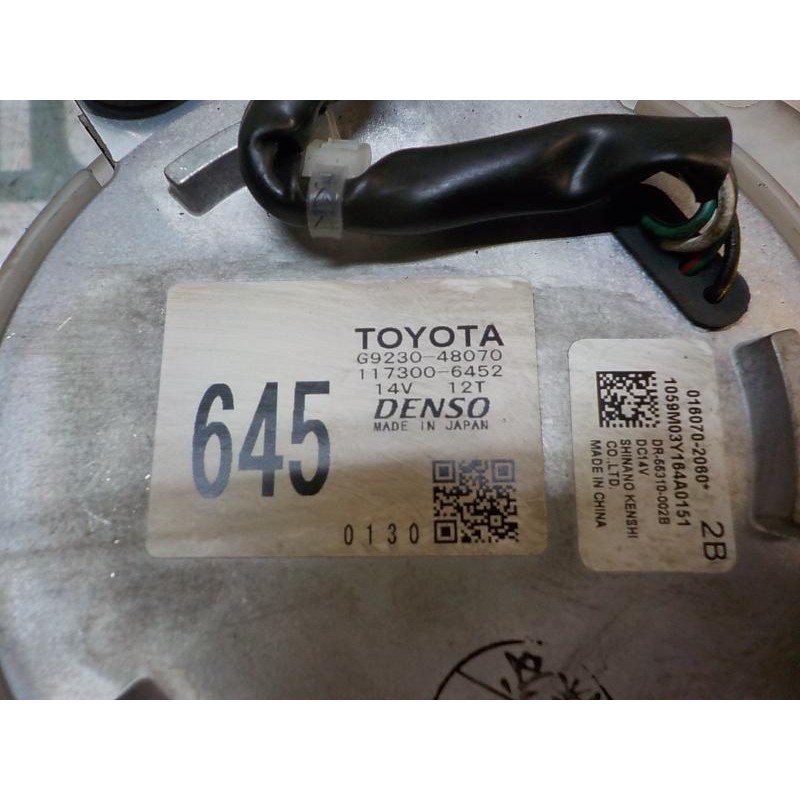 TOYOTA
G9230-48070
117300-6452
14V 12T
DENSO
MADE IN JAPAN
645
0130
016070-2060*
1059M03Y164A0151
DR-55310-002B
DC14V
SHINANO KENSHI
CO.,LTD.
MADE IN CHINA
2B